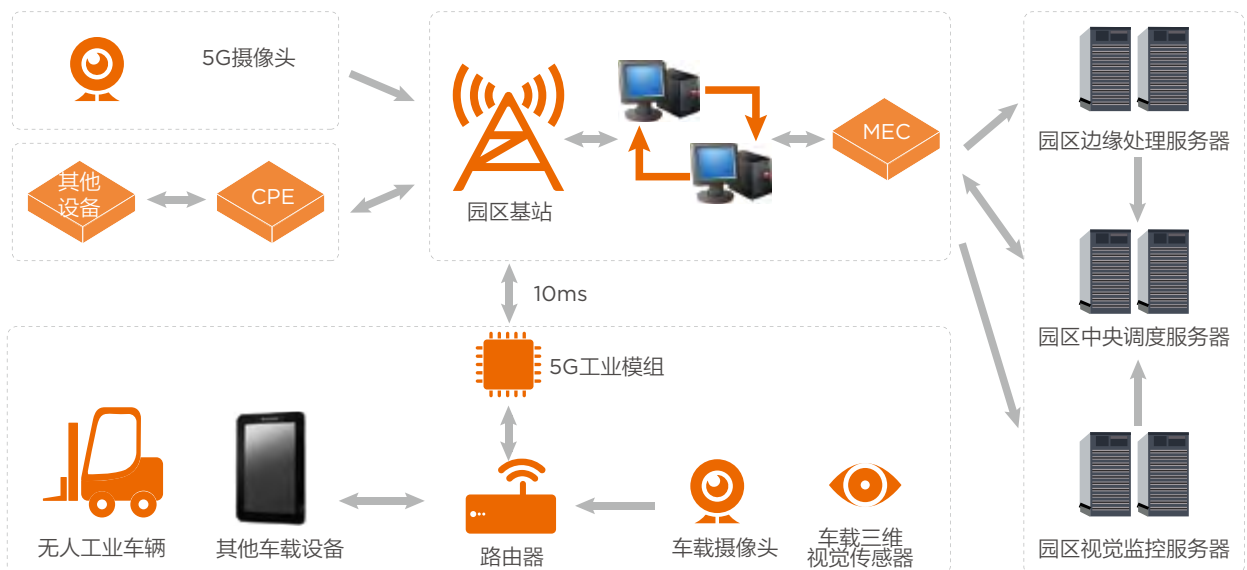 5G摄像头
其他
设备
CPE
园区基站
MEC
10ms
5G工业模组
无人工业车辆
其他车载设备
路由器
车载摄像头
车载三维
视觉传感器
园区边缘处理服务器
园区中央调度服务器
园区视觉监控服务器